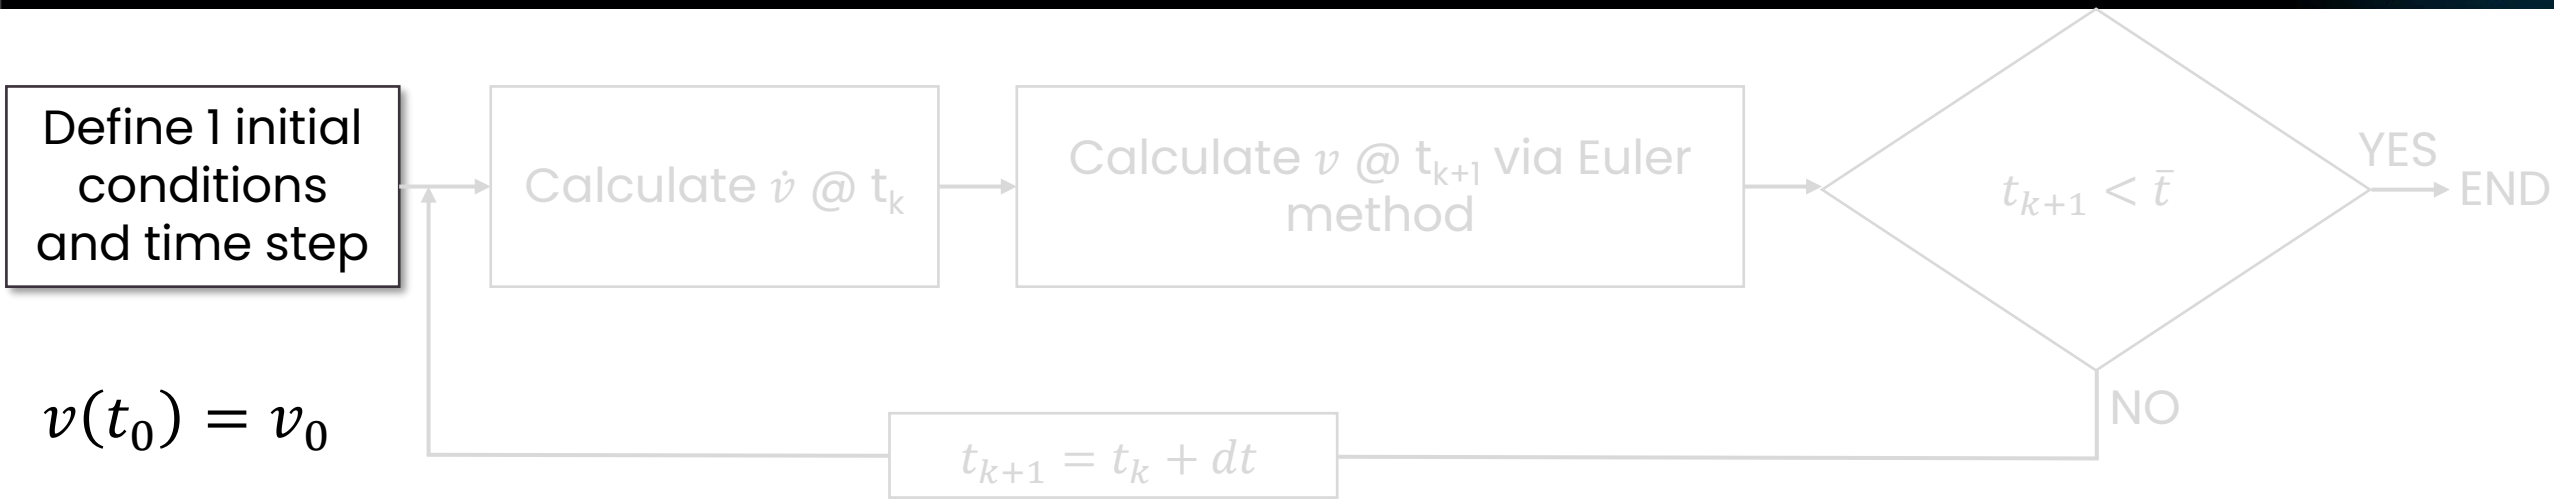 Define 1 initial
conditions
and time step
Calculate v̇ @ tₖ
Calculate v @ tₖ₊₁ via Euler
method
tₖ₊₁ < t̄
YES
END
NO
tₖ₊₁ = tₖ + dt
v(t₀) = v₀